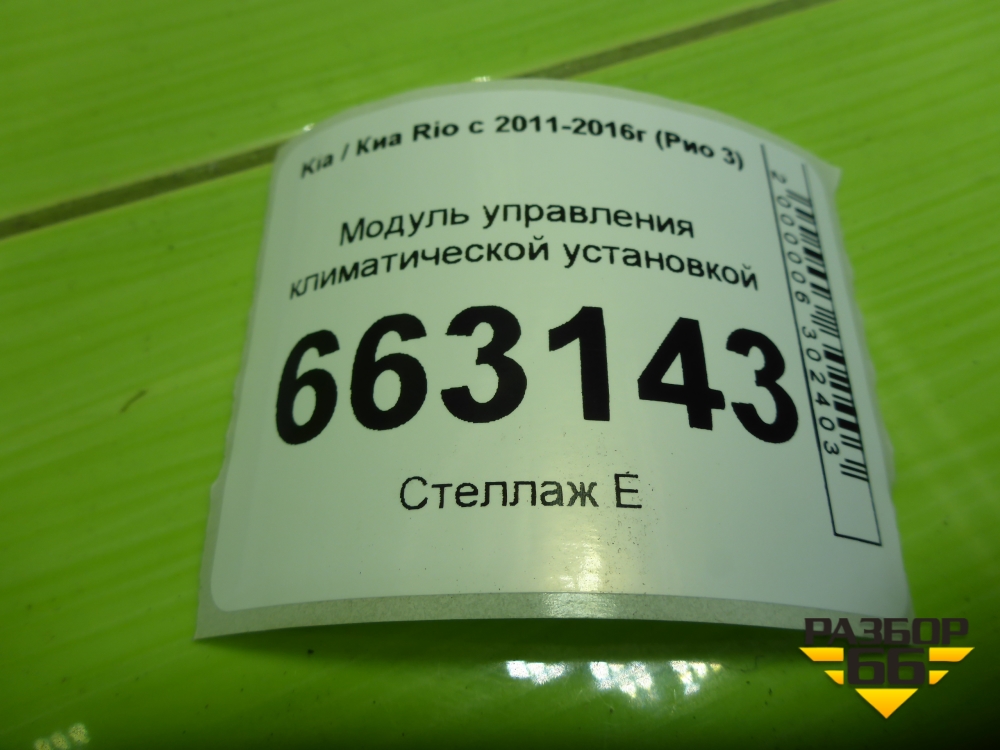 Kia / Киа Rio с 2011-2016г (Рио 3)
Модуль управления
климатической установкой
663143
Стеллаж Е
2000006302403
РАЗБОР
66